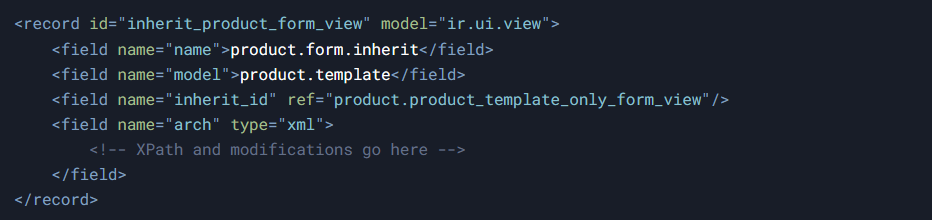 <record id="inherit_product_form_view" model="ir.ui.view">
    <field name="name">product.form.inherit</field>
    <field name="model">product.template</field>
    <field name="inherit_id" ref="product.product_template_only_form_view"/>
    <field name="arch" type="xml">
        <!-- XPath and modifications go here -->
    </field>
</record>